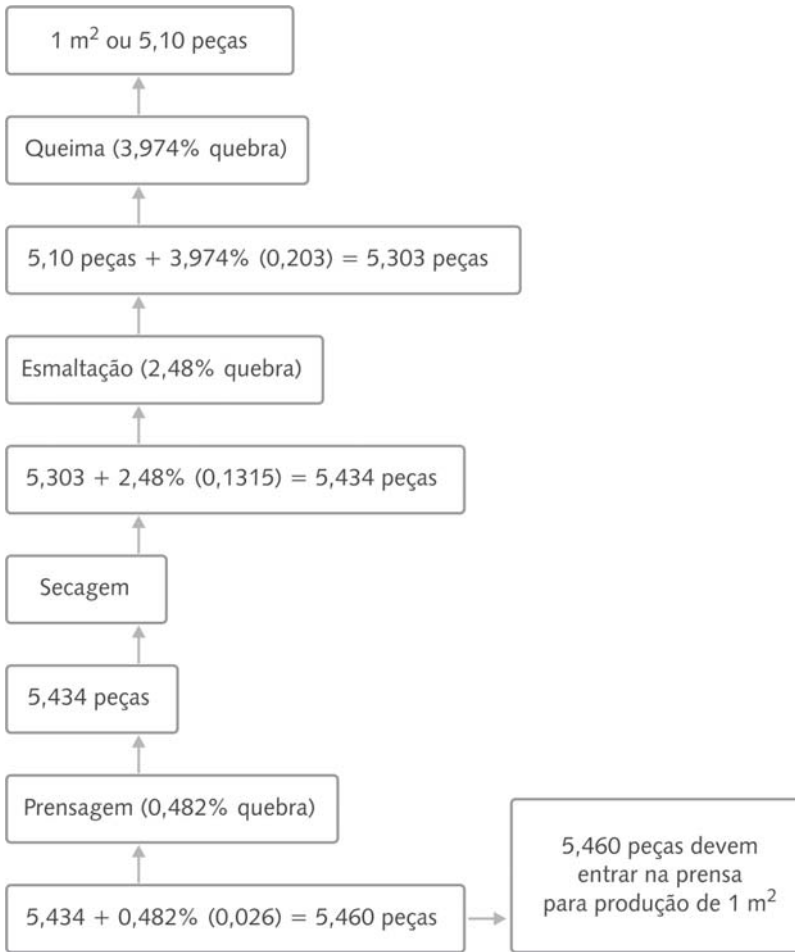 1 m² ou 5,10 peças
Queima (3,974% quebra)
5,10 peças + 3,974% (0,203) = 5,303 peças
Esmaltação (2,48% quebra)
5,303 + 2,48% (0,1315) = 5,434 peças
Secagem
5,434 peças
Prensagem (0,482% quebra)
5,434 + 0,482% (0,026) = 5,460 peças
5,460 peças devem
entrar na prensa
para produção de 1 m²